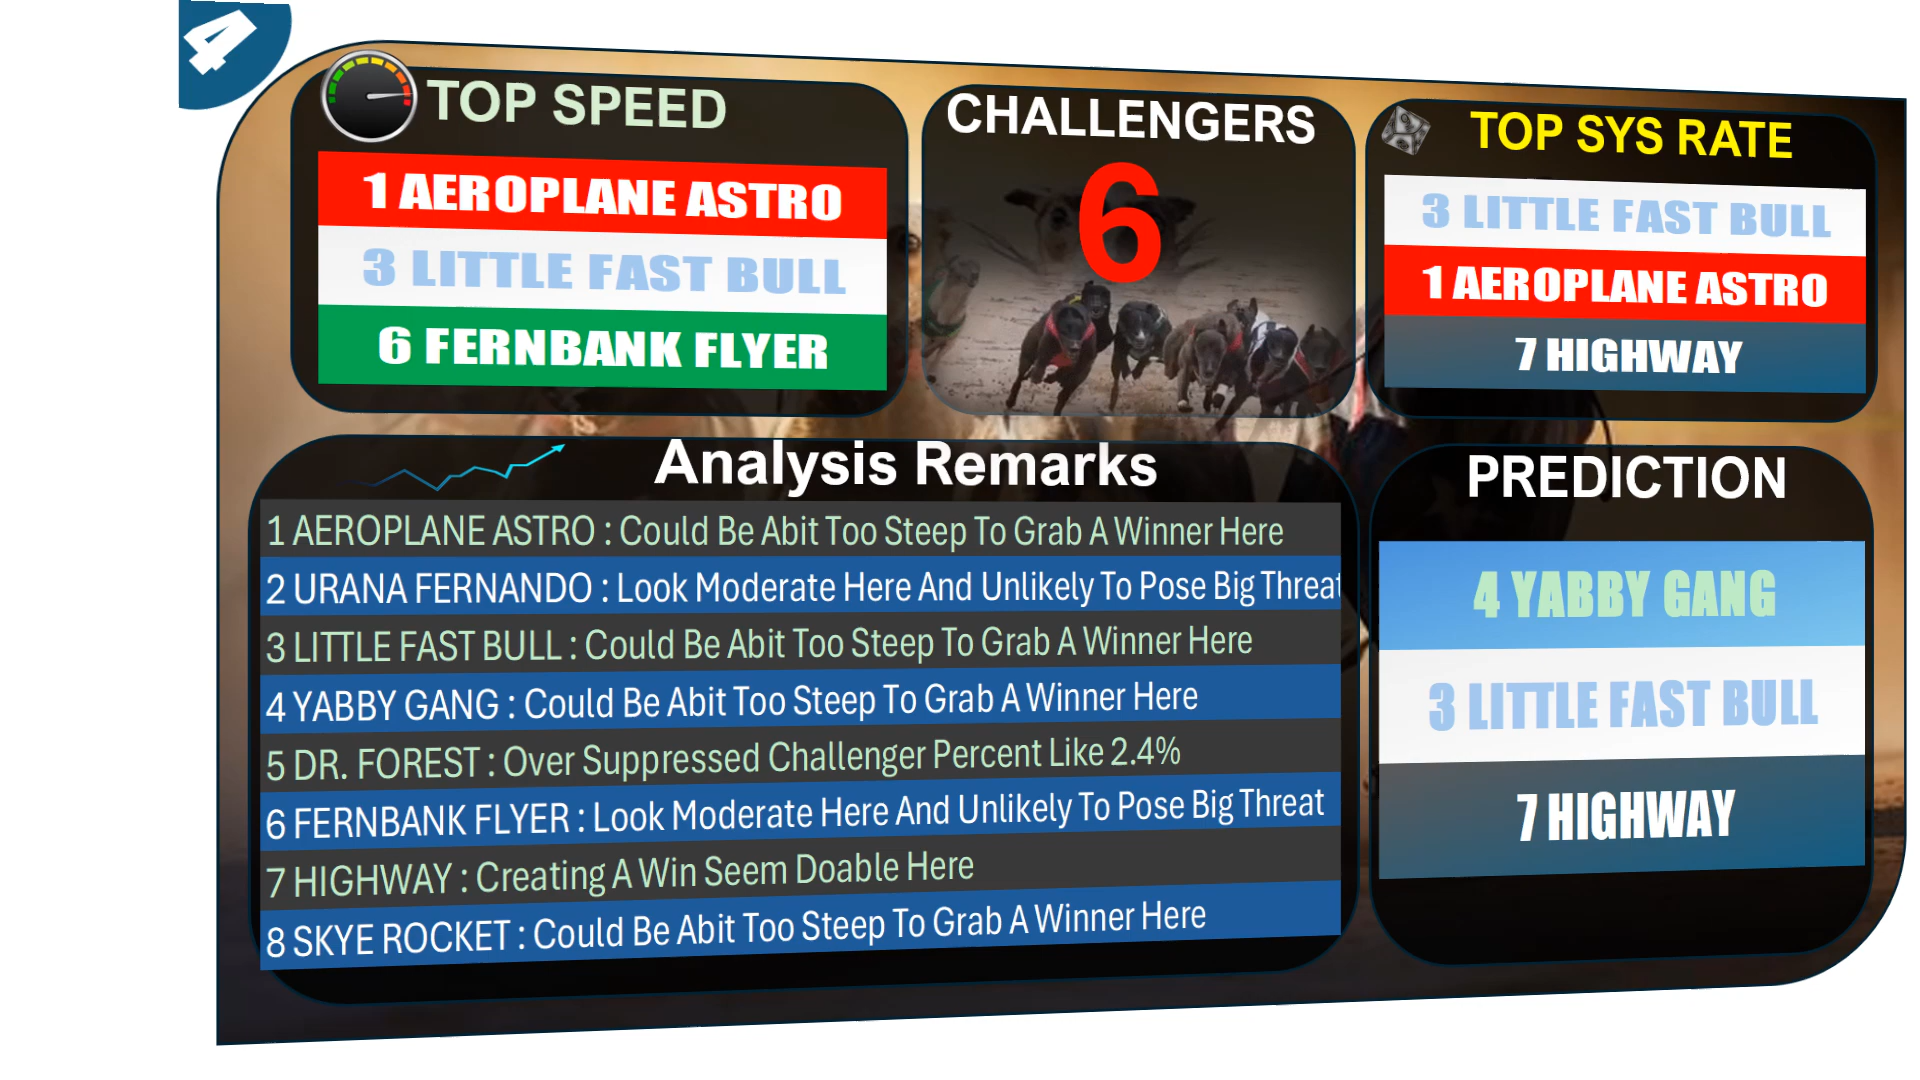 4
TOP SPEED
1 AEROPLANE ASTRO
3 LITTLE FAST BULL
6 FERNBANK FLYER
CHALLENGERS
6
TOP SYS RATE
3 LITTLE FAST BULL
1 AEROPLANE ASTRO
7 HIGHWAY
Analysis Remarks
1 AEROPLANE ASTRO : Could Be Abit Too Steep To Grab A Winner Here
2 URANA FERNANDO : Look Moderate Here And Unlikely To Pose Big Threat
3 LITTLE FAST BULL : Could Be Abit Too Steep To Grab A Winner Here
4 YABBY GANG : Could Be Abit Too Steep To Grab A Winner Here
5 DR. FOREST : Over Suppressed Challenger Percent Like 2.4%
6 FERNBANK FLYER : Look Moderate Here And Unlikely To Pose Big Threat
7 HIGHWAY : Creating A Win Seem Doable Here
8 SKYE ROCKET : Could Be Abit Too Steep To Grab A Winner Here
PREDICTION
4 YABBY GANG
3 LITTLE FAST BULL
7 HIGHWAY